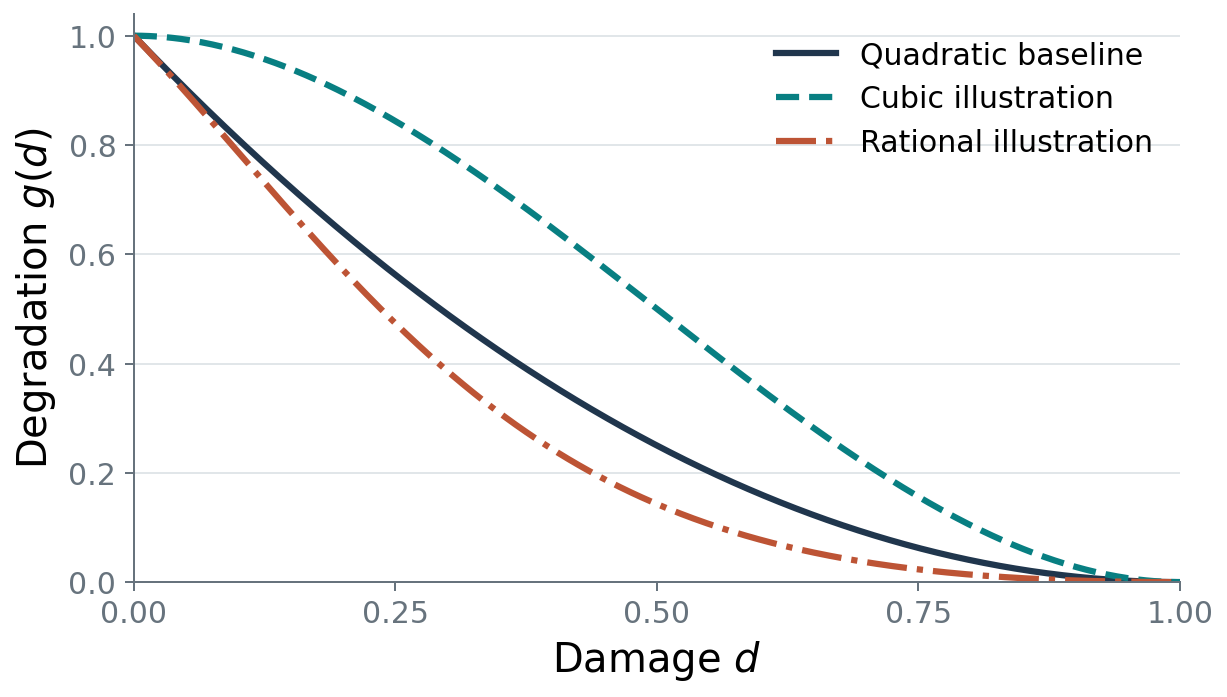 Quadratic baseline
Cubic illustration
Rational illustration
Degradation g(d)
1.0
0.8
0.6
0.4
0.2
0.0
0.00 0.25 0.50 0.75 1.00
Damage d